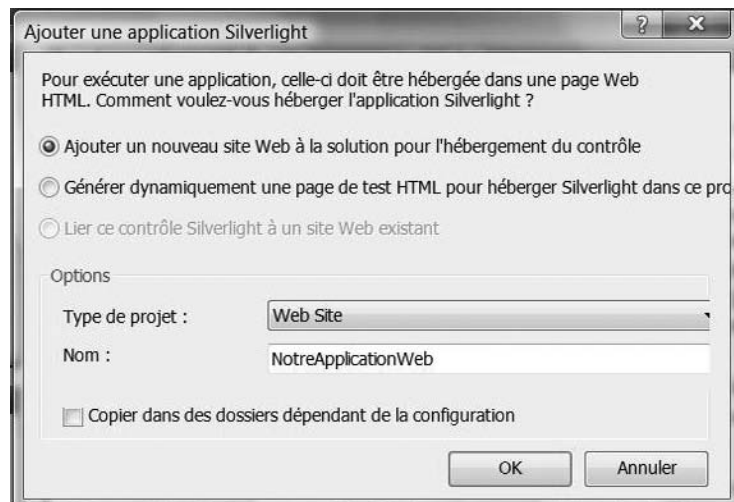 Ajouter une application Silverlight
Pour exécuter une application, celle-ci doit être hébergée dans une page Web
HTML. Comment voulez-vous héberger l'application Silverlight ?
Ajouter un nouveau site Web à la solution pour l'hébergement du contrôle
Générer dynamiquement une page de test HTML pour héberger Silverlight dans ce pro
Lier ce contrôle Silverlight à un site Web existant
Options
Type de projet : Web Site
Nom : NotreApplicationWeb
Copier dans des dossiers dépendant de la configuration
OK Annuler